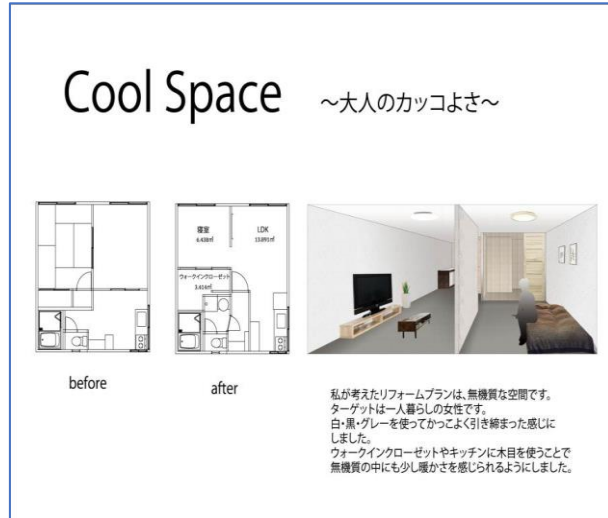 Cool Space ～大人のカッコよさ～
寝室
6.438㎡
LDK
13.891㎡
ウォークインクローゼット
3.414㎡
before
after
私が考えたリフォームプランは、無機質な空間です。
ターゲットは一人暮らしの女性です。
白・黒・グレーを使ってかっこよく引き締まった感じに
しました。
ウォークインクローゼットやキッチンに木目を使うことで
無機質の中にも少し暖かさを感じられるようにしました。